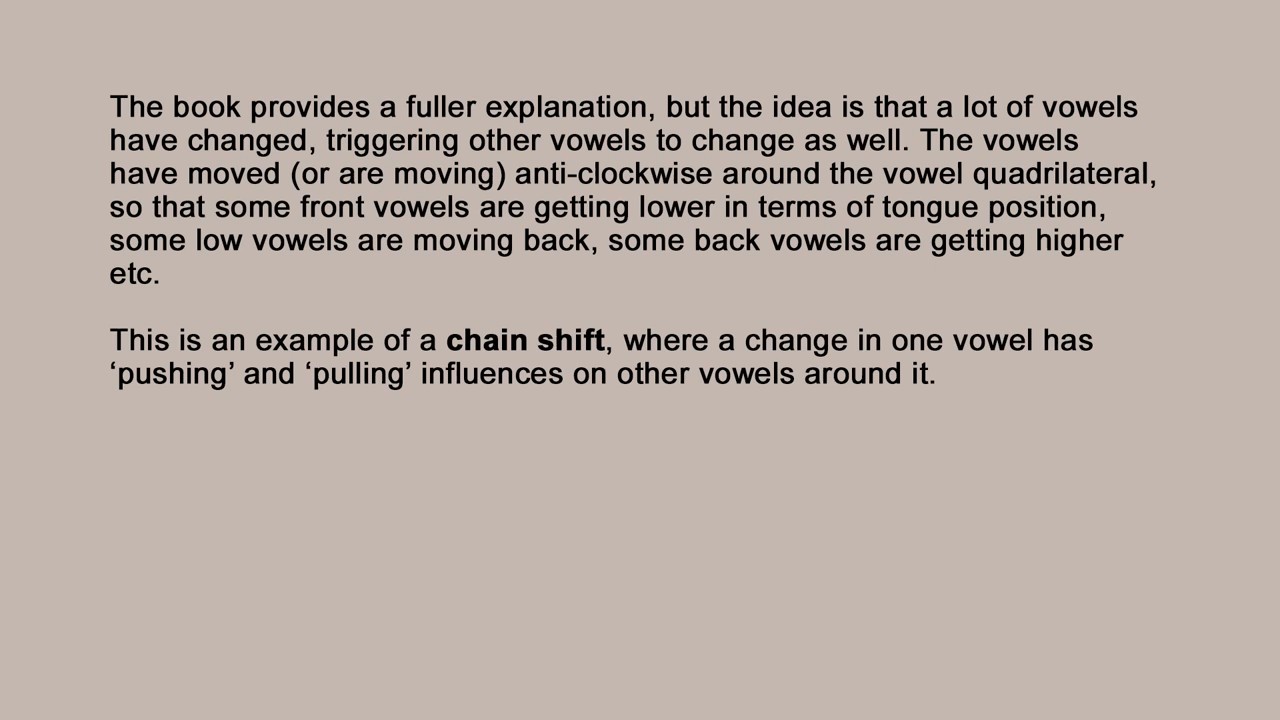 The book provides a fuller explanation, but the idea is that a lot of vowels
have changed, triggering other vowels to change as well. The vowels
have moved (or are moving) anti-clockwise around the vowel quadrilateral,
so that some front vowels are getting lower in terms of tongue position,
some low vowels are moving back, some back vowels are getting higher
etc.
This is an example of a chain shift, where a change in one vowel has
‘pushing’ and ‘pulling’ influences on other vowels around it.